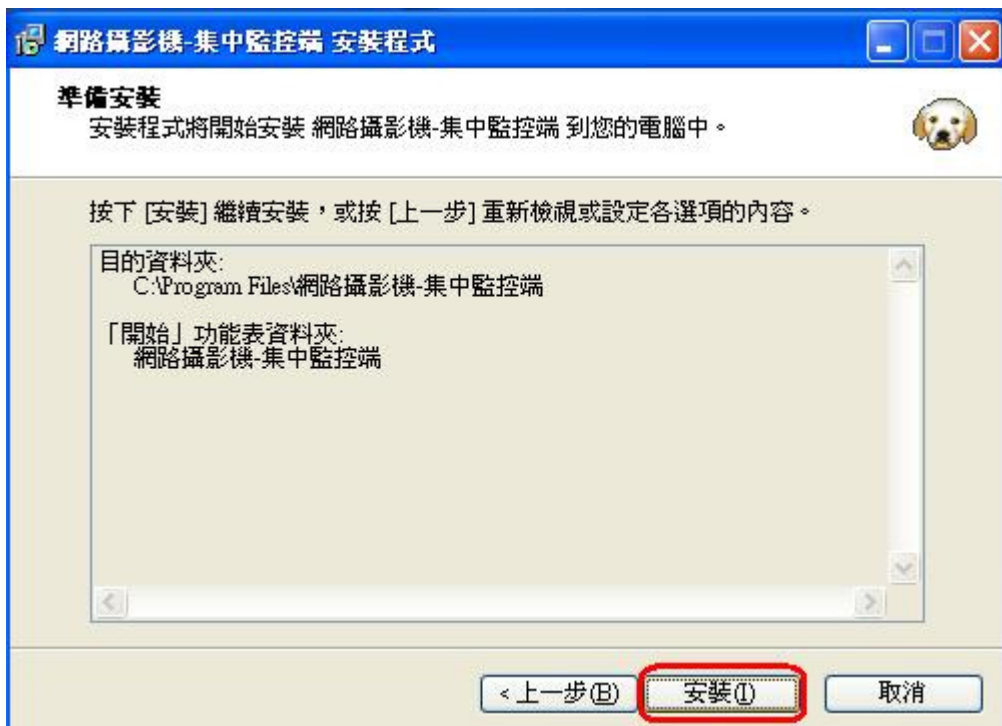 網路攝影機-集中監控端 安裝程式
準備安裝
安裝程式將開始安裝 網路攝影機-集中監控端 到您的電腦中。
按下 [安裝] 繼續安裝，或按 [上一步] 重新檢視或設定各選項的內容。
目的資料夾:
C:\Program Files\網路攝影機-集中監控端
「開始」功能表資料夾:
網路攝影機-集中監控端
<上一步(B) 安裝(I) 取消